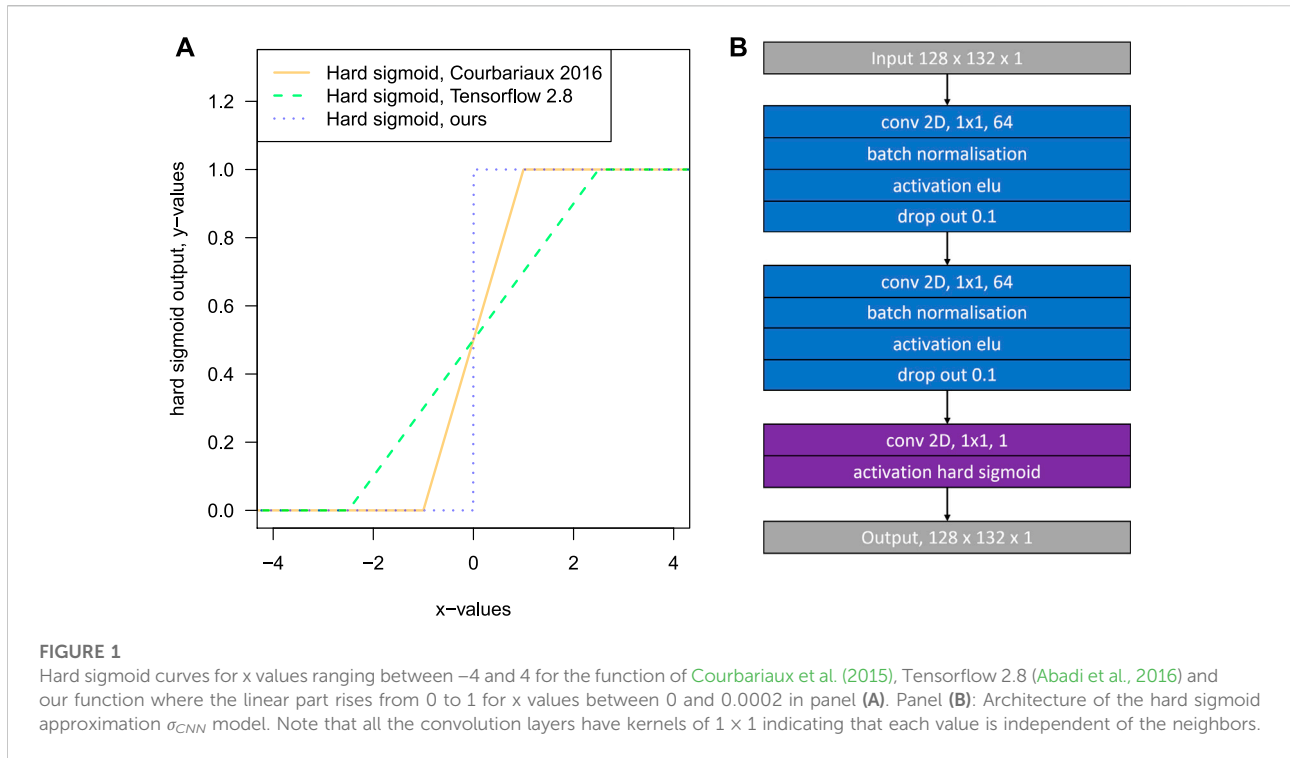 A
Hard sigmoid, Courbariaux 2016
Hard sigmoid, Tensorflow 2.8
Hard sigmoid, ours
hard sigmoid output, y−values
1.2
1.0
0.8
0.6
0.4
0.2
0.0
−4 −2 0 2 4
x−values
B
Input 128 x 132 x 1
conv 2D, 1x1, 64
batch normalisation
activation elu
drop out 0.1
conv 2D, 1x1, 64
batch normalisation
activation elu
drop out 0.1
conv 2D, 1x1, 1
activation hard sigmoid
Output, 128 x 132 x 1
FIGURE 1
Hard sigmoid curves for x values ranging between −4 and 4 for the function of Courbariaux et al. (2015), Tensorflow 2.8 (Abadi et al., 2016) and
our function where the linear part rises from 0 to 1 for x values between 0 and 0.0002 in panel (A). Panel (B): Architecture of the hard sigmoid
approximation σCNN model. Note that all the convolution layers have kernels of 1 × 1 indicating that each value is independent of the neighbors.